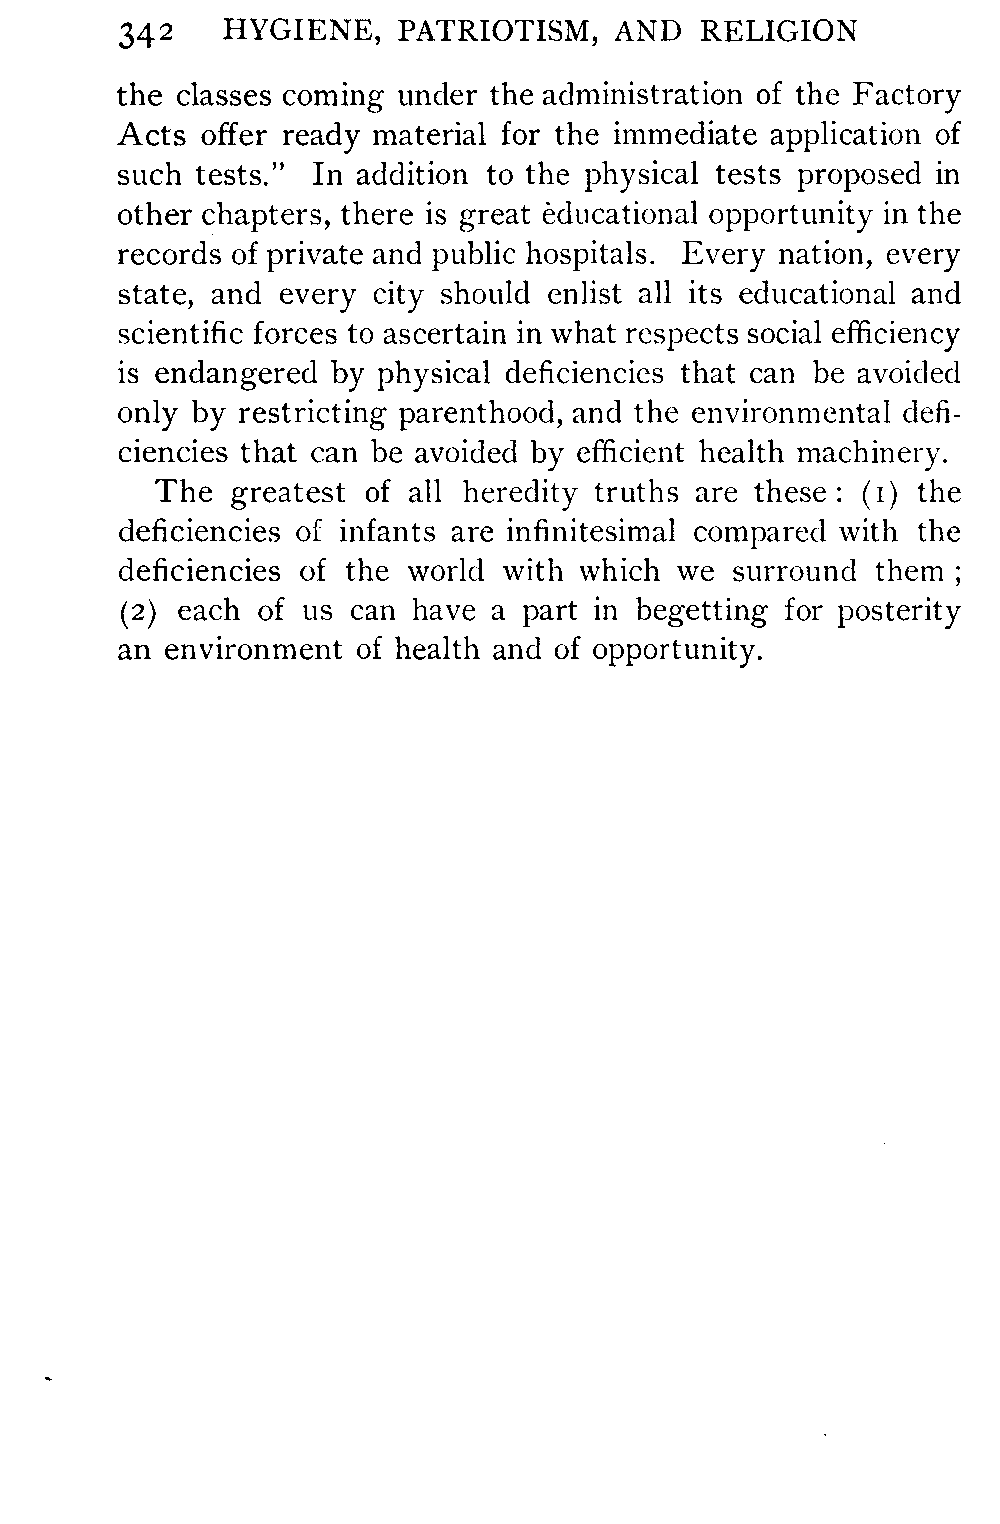 342 HYGIENE, PATRIOTISM, AND RELIGION
the classes coming under the administration of the Factory
Acts offer ready material for the immediate application of
such tests." In addition to the physical tests proposed in
other chapters, there is great educational opportunity in the
records of private and public hospitals. Every nation, every
state, and every city should enlist all its educational and
scientific forces to ascertain in what respects social efficiency
is endangered by physical deficiencies that can be avoided
only by restricting parenthood, and the environmental defi-
ciencies that can be avoided by efficient health machinery.
The greatest of all heredity truths are these: (1) the
deficiencies of infants are infinitesimal compared with the
deficiencies of the world with which we surround them;
(2) each of us can have a part in begetting for posterity
an environment of health and of opportunity.